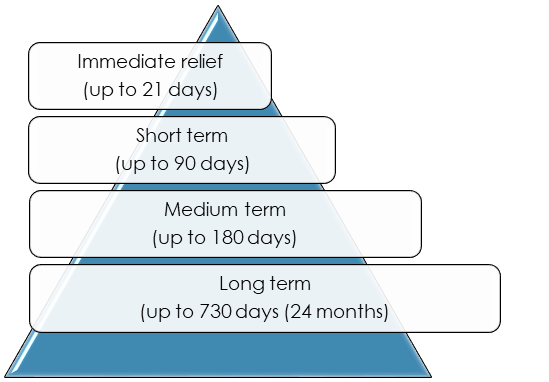 Immediate relief
(up to 21 days)
Short term
(up to 90 days)
Medium term
(up to 180 days)
Long term
(up to 730 days (24 months)